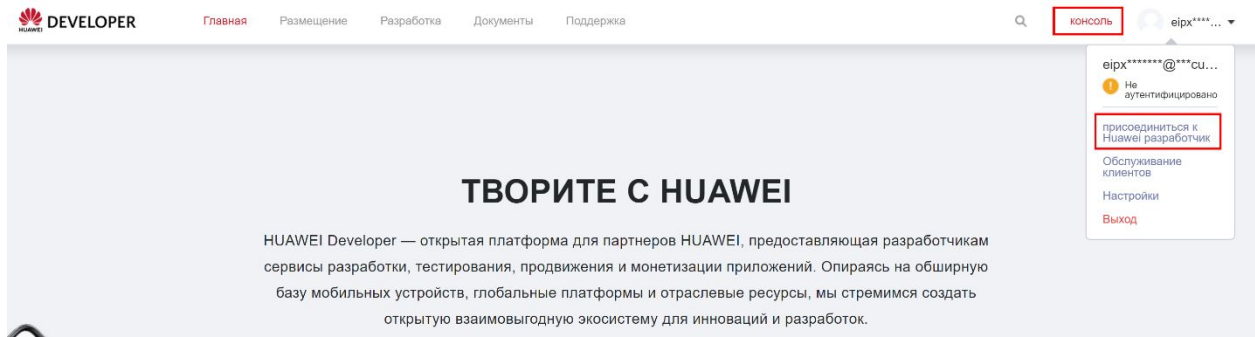 HUAWEI DEVELOPER Главная Размещение Разработка Документы Поддержка консоль eipx****...
eipx*******@***cu...
Не
аутентифицировано
присоединиться к
Huawei разработчик
Обслуживание
клиентов
Настройки
Выход
ТВОРИТЕ С HUAWEI
HUAWEI Developer — открытая платформа для партнеров HUAWEI, предоставляющая разработчикам
сервисы разработки, тестирования, продвижения и монетизации приложений. Опираясь на обширную
базу мобильных устройств, глобальные платформы и отраслевые ресурсы, мы стремимся создать
открытую взаимовыгодную экосистему для инноваций и разработок.